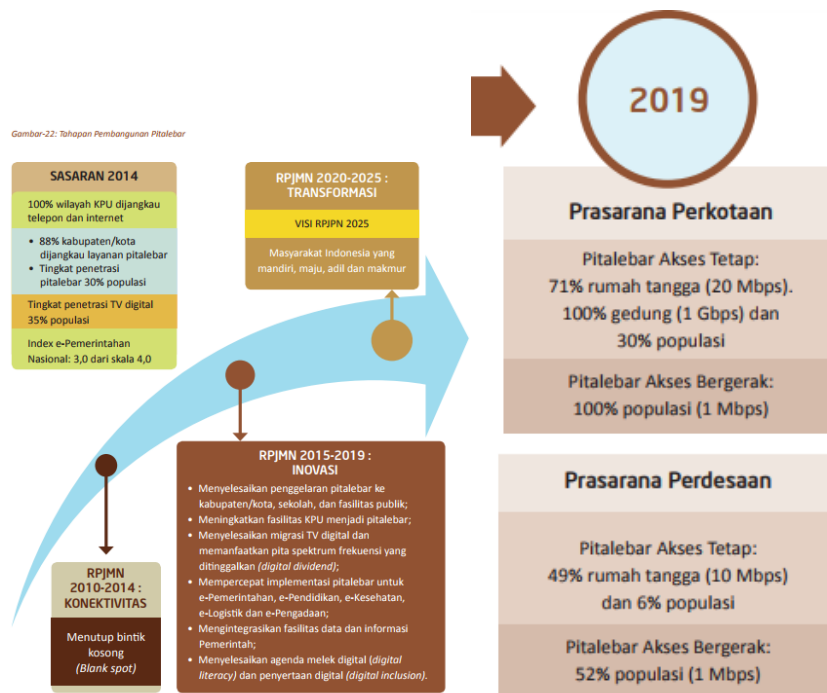 Gambar-22: Tahapan Pembangunan Pitalebar
SASARAN 2014
100% wilayah KPU dijangkau
telepon dan internet
• 88% kabupaten/kota
dijangkau layanan pitalebar
• Tingkat penetrasi
pitalebar 30% populasi
Tingkat penetrasi TV digital
35% populasi
Index e-Pemerintahan
Nasional: 3,0 dari skala 4,0
RPJMN 2020-2025 :
TRANSFORMASI
VISI RPJPN 2025
Masyarakat Indonesia yang
mandiri, maju, adil dan makmur
RPJMN
2010-2014 :
KONEKTIVITAS
Menutup bintik
kosong
(Blank spot)
RPJMN 2015-2019 :
INOVASI
• Menyelesaikan penggelaran pitalebar ke
kabupaten/kota, sekolah, dan fasilitas publik;
• Meningkatkan fasilitas KPU menjadi pitalebar;
• Menyelesaikan migrasi TV digital dan
memanfaatkan pita spektrum frekuensi yang
ditinggalkan (digital dividend);
• Mempercepat implementasi pitalebar untuk
e-Pemerintahan, e-Pendidikan, e-Kesehatan,
e-Logistik dan e-Pengadaan;
• Mengintegrasikan fasilitas data dan informasi
Pemerintah;
• Menyelesaikan agenda melek digital (digital
literacy) dan penyertaan digital (digital inclusion).
2019
Prasarana Perkotaan
Pitalebar Akses Tetap:
71% rumah tangga (20 Mbps).
100% gedung (1 Gbps) dan
30% populasi
Pitalebar Akses Bergerak:
100% populasi (1 Mbps)
Prasarana Perdesaan
Pitalebar Akses Tetap:
49% rumah tangga (10 Mbps)
dan 6% populasi
Pitalebar Akses Bergerak:
52% populasi (1 Mbps)